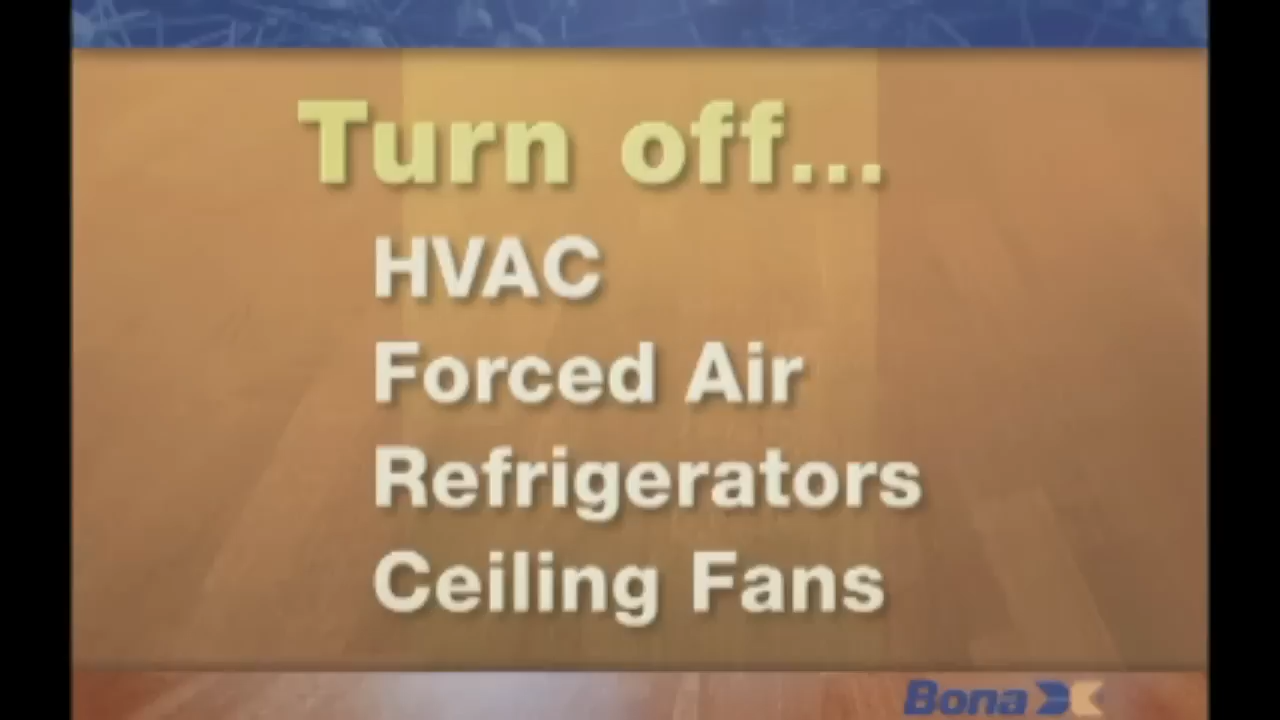 Turn off...
HVAC
Forced Air
Refrigerators
Ceiling Fans
Bona